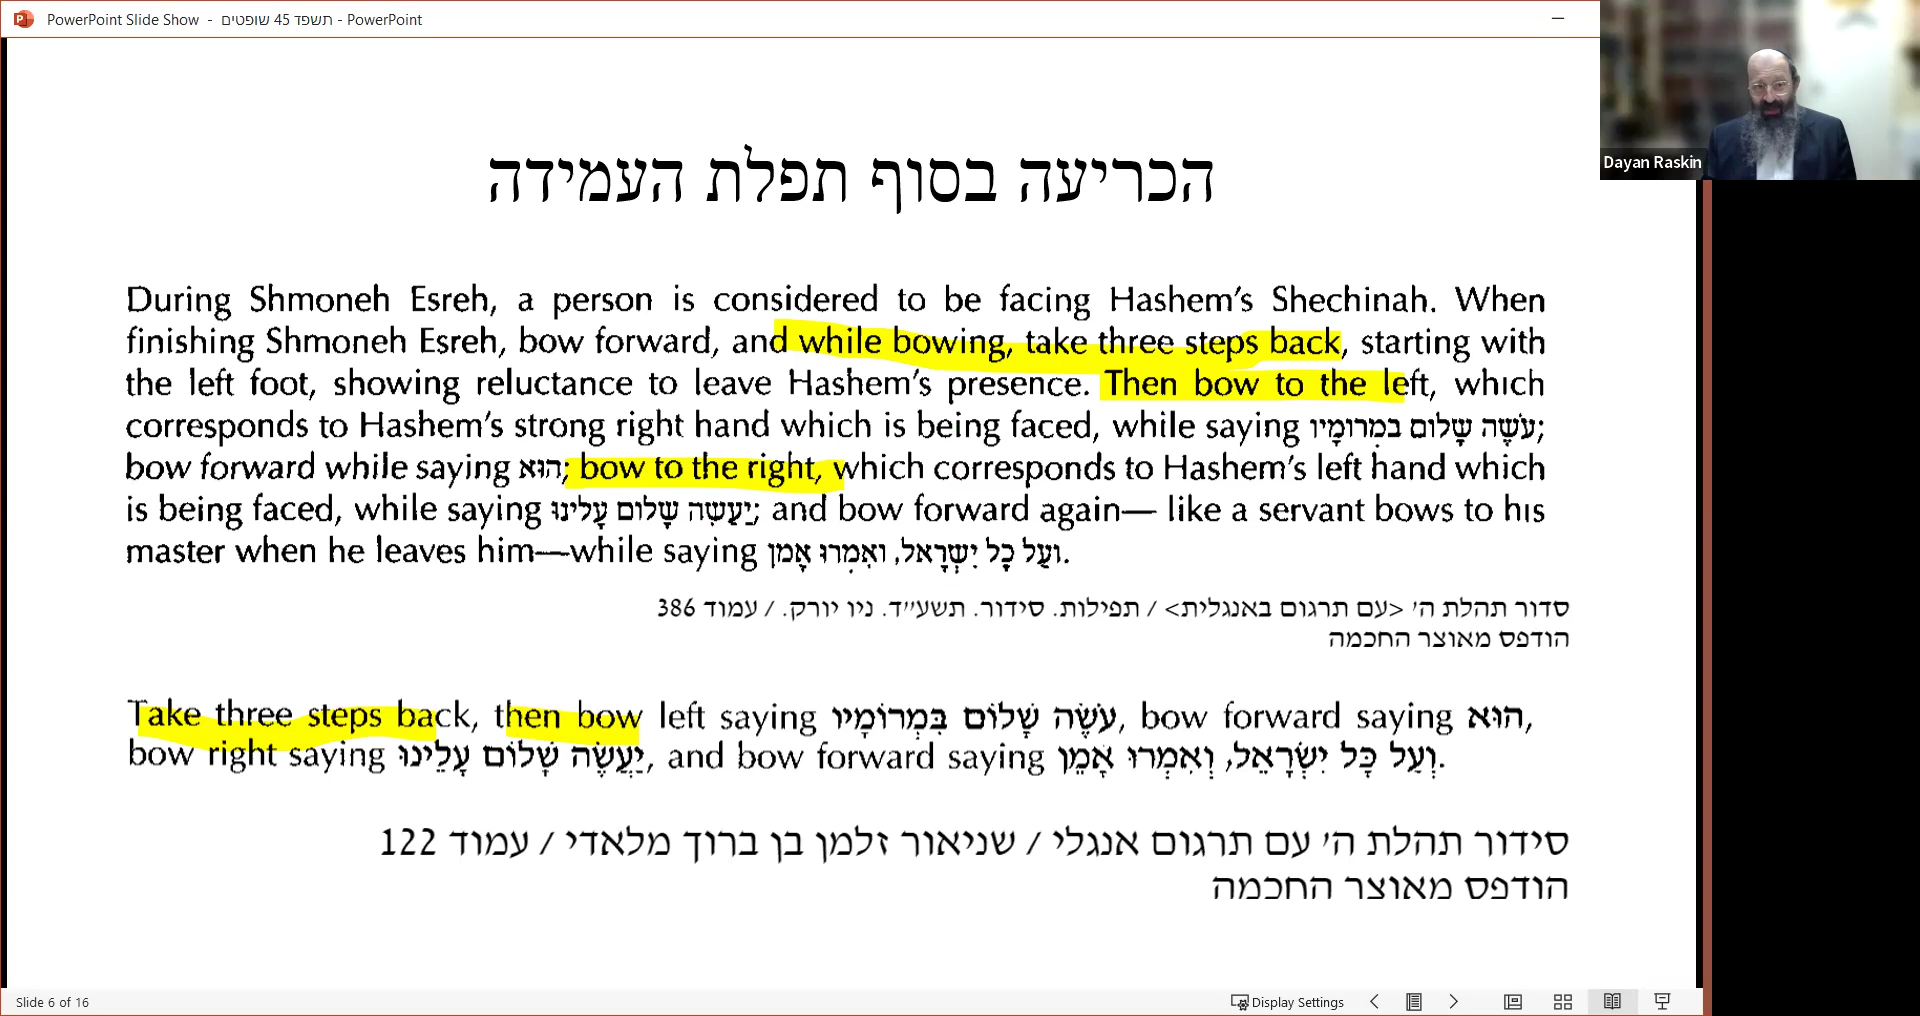 PowerPoint Slide Show - תשפד 45 שופטים - PowerPoint
Dayan Raskin
הכריעה בסוף תפלת העמידה
During Shmoneh Esreh, a person is considered to be facing Hashem's Shechinah. When
finishing Shmoneh Esreh, bow forward, and while bowing, take three steps back, starting with
the left foot, showing reluctance to leave Hashem's presence. Then bow to the left, which
corresponds to Hashem's strong right hand which is being faced, while saying עֹשֶׂה שָׁלוֹם בִּמְרוֹמָיו;
bow forward while saying הוּא; bow to the right, which corresponds to Hashem's left hand which
is being faced, while saying יַעֲשֶׂה שָׁלוֹם עָלֵינוּ; and bow forward again— like a servant bows to his
master when he leaves him—while saying וְעַל כָּל יִשְׂרָאֵל, וְאִמְרוּ אָמֵן.
סדור תהלת ה' <עם תרגום באנגלית> / תפילות. סידור. תשע"ד. ניו יורק. / עמוד 386
הודפס מאוצר החכמה
Take three steps back, then bow left saying עֹשֶׂה שָׁלוֹם בִּמְרוֹמָיו, bow forward saying הוּא,
bow right saying יַעֲשֶׂה שָׁלוֹם עָלֵינוּ, and bow forward saying וְעַל כָּל יִשְׂרָאֵל, וְאִמְרוּ אָמֵן.
סידור תהלת ה' עם תרגום אנגלי / שניאור זלמן בן ברוך מלאדי / עמוד 122
הודפס מאוצר החכמה
Slide 6 of 16
Display Settings